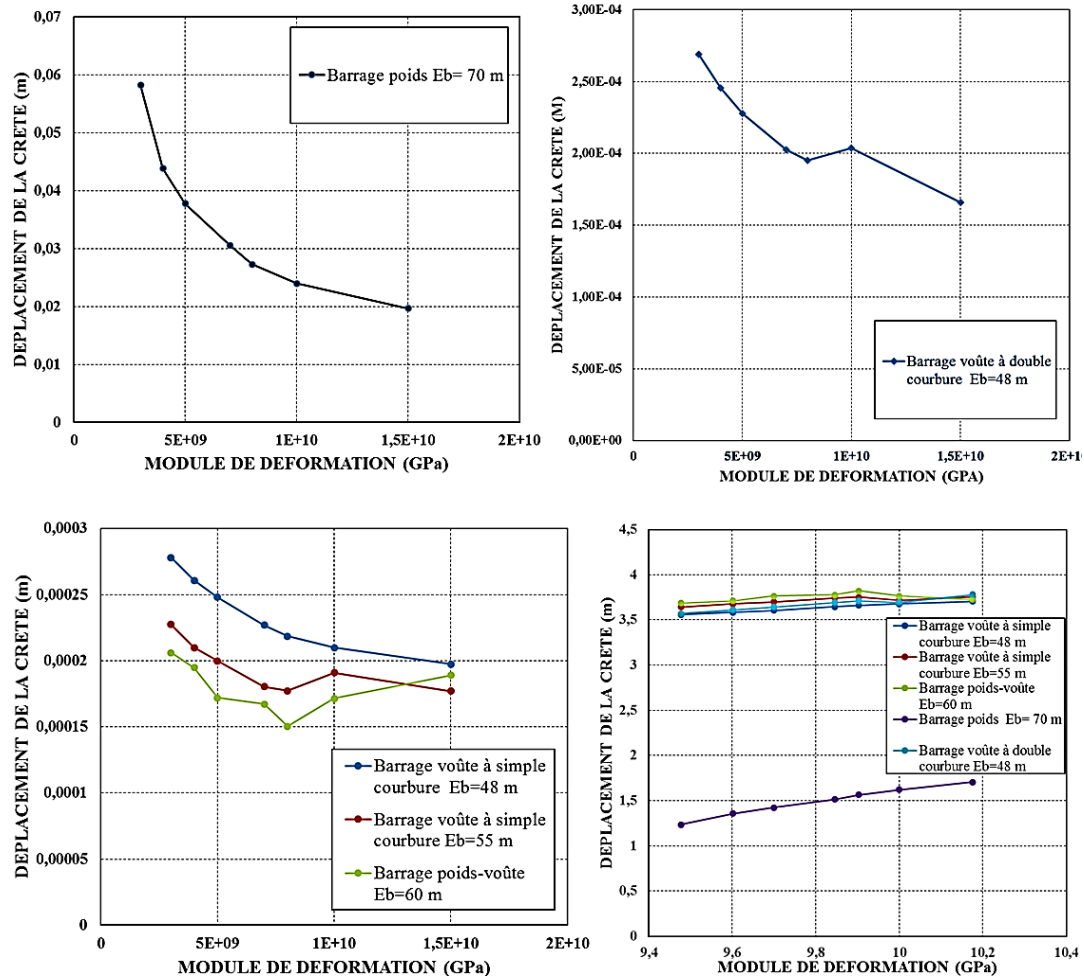 0,07
0,06
0,05
0,04
0,03
0,02
0,01
0
DEPLACEMENT DE LA CRETE (m)
Barrage poids Eb= 70 m
0
5E+09
1E+10
1,5E+10
2E+10
MODULE DE DEFORMATION (GPa)
3,00E-04
2,50E-04
2,00E-04
1,50E-04
1,00E-04
5,00E-05
0,00E+00
DEPLACEMENT DE LA CRETE (M)
Barrage voûte à double
courbure Eb=48 m
0
5E+09
1E+10
1,5E+10
2E+10
MODULE DE DEFORMATION (GPA)
0,0003
0,00025
0,0002
0,00015
0,0001
0,00005
0
DEPLACEMENT DE LA CRETE (m)
Barrage voûte à simple
courbure Eb=48 m
Barrage voûte à simple
courbure Eb=55 m
Barrage poids-voûte
Eb=60 m
0
5E+09
1E+10
1,5E+10
2E+10
MODULE DE DEFORMATION (GPa)
4,5
4
3,5
3
2,5
2
1,5
1
0,5
0
DEPLACEMENT DE LA CRETE (m)
Barrage voûte à simple
courbure Eb=48 m
Barrage voûte à simple
courbure Eb=55 m
Barrage poids-voûte
Eb=60 m
Barrage poids Eb= 70 m
Barrage voûte à double
courbure Eb=48 m
9,4
9,6
9,8
10
10,2
10,4
MODULE DE DEFORMATION (GPa)